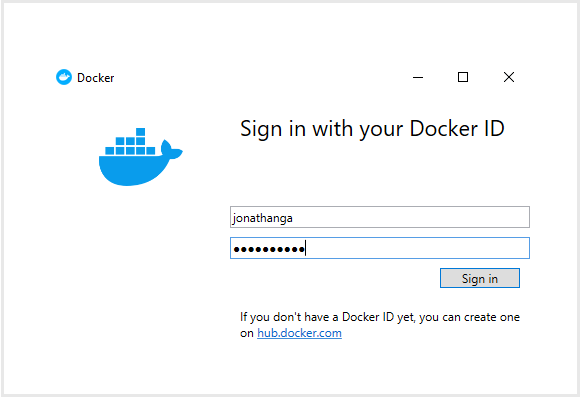 Docker
Sign in with your Docker ID
jonathanga
●●●●●●●●●●
Sign in
If you don't have a Docker ID yet, you can create one
on hub.docker.com